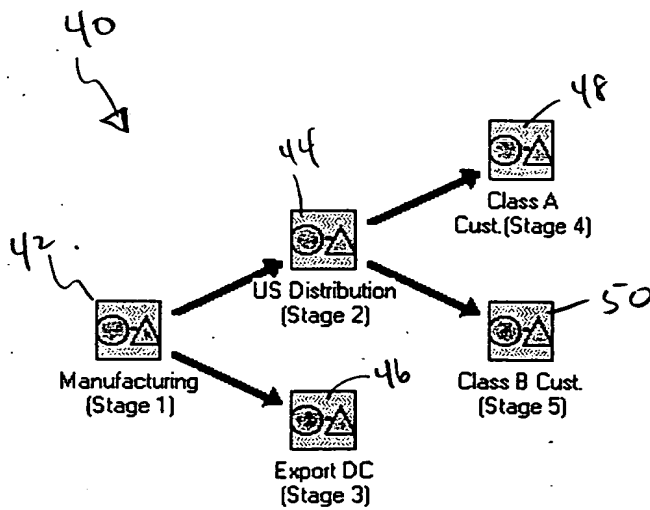 40
48
44
Class A
Cust.(Stage 4)
42
US Distribution
(Stage 2)
50
Manufacturing
(Stage 1)
46
Class B Cust.
(Stage 5)
Export DC
(Stage 3)